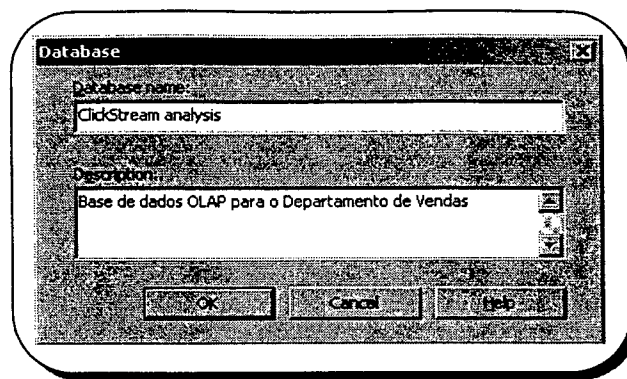 Database
Database name:
ClickStream analysis
Description:
Base de dados OLAP para o Departamento de Vendas
OK
Cancel
Help